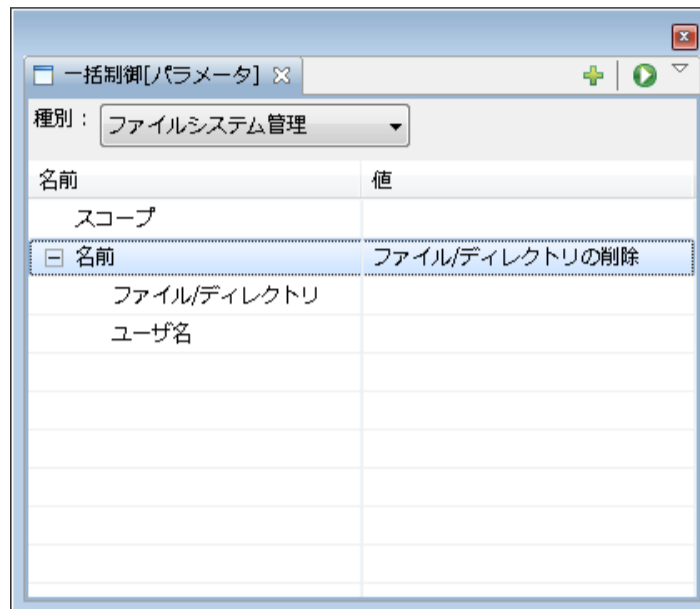 一括制御[パラメータ]
種別： ファイルシステム管理
名前 値
スコープ
名前 ファイル/ディレクトリの削除
ファイル/ディレクトリ
ユーザ名